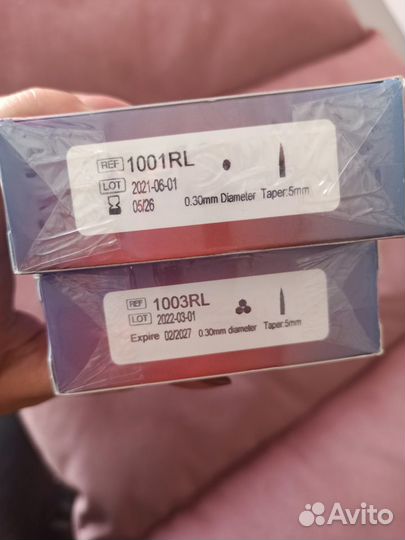 REF 1001RL
LOT 2021-06-01
05/26 0.30mm Diameter Taper:5mm
REF 1003RL
LOT 2022-03-01
Expire 02/2027 0.30mm diameter Taper:5mm
Avito